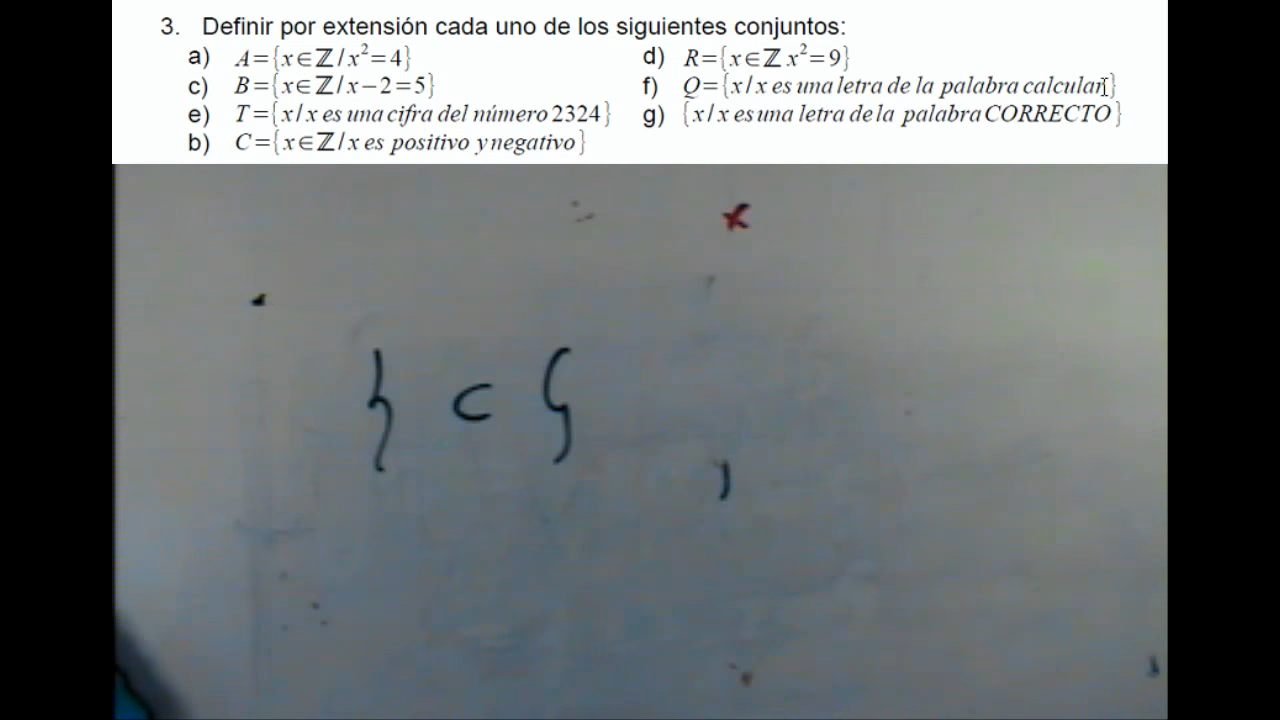 3. Definir por extensión cada uno de los siguientes conjuntos:
a) A={x∈ℤ/x²=4}
d) R={x∈ℤ x²=9}
c) B={x∈ℤ/x−2=5}
f) Q={x/x es una letra de la palabra calcular}
e) T={x/x es una cifra del número 2324}
g) {x/x es una letra de la palabra CORRECTO}
b) C={x∈ℤ/x es positivo y negativo}
} c {
,